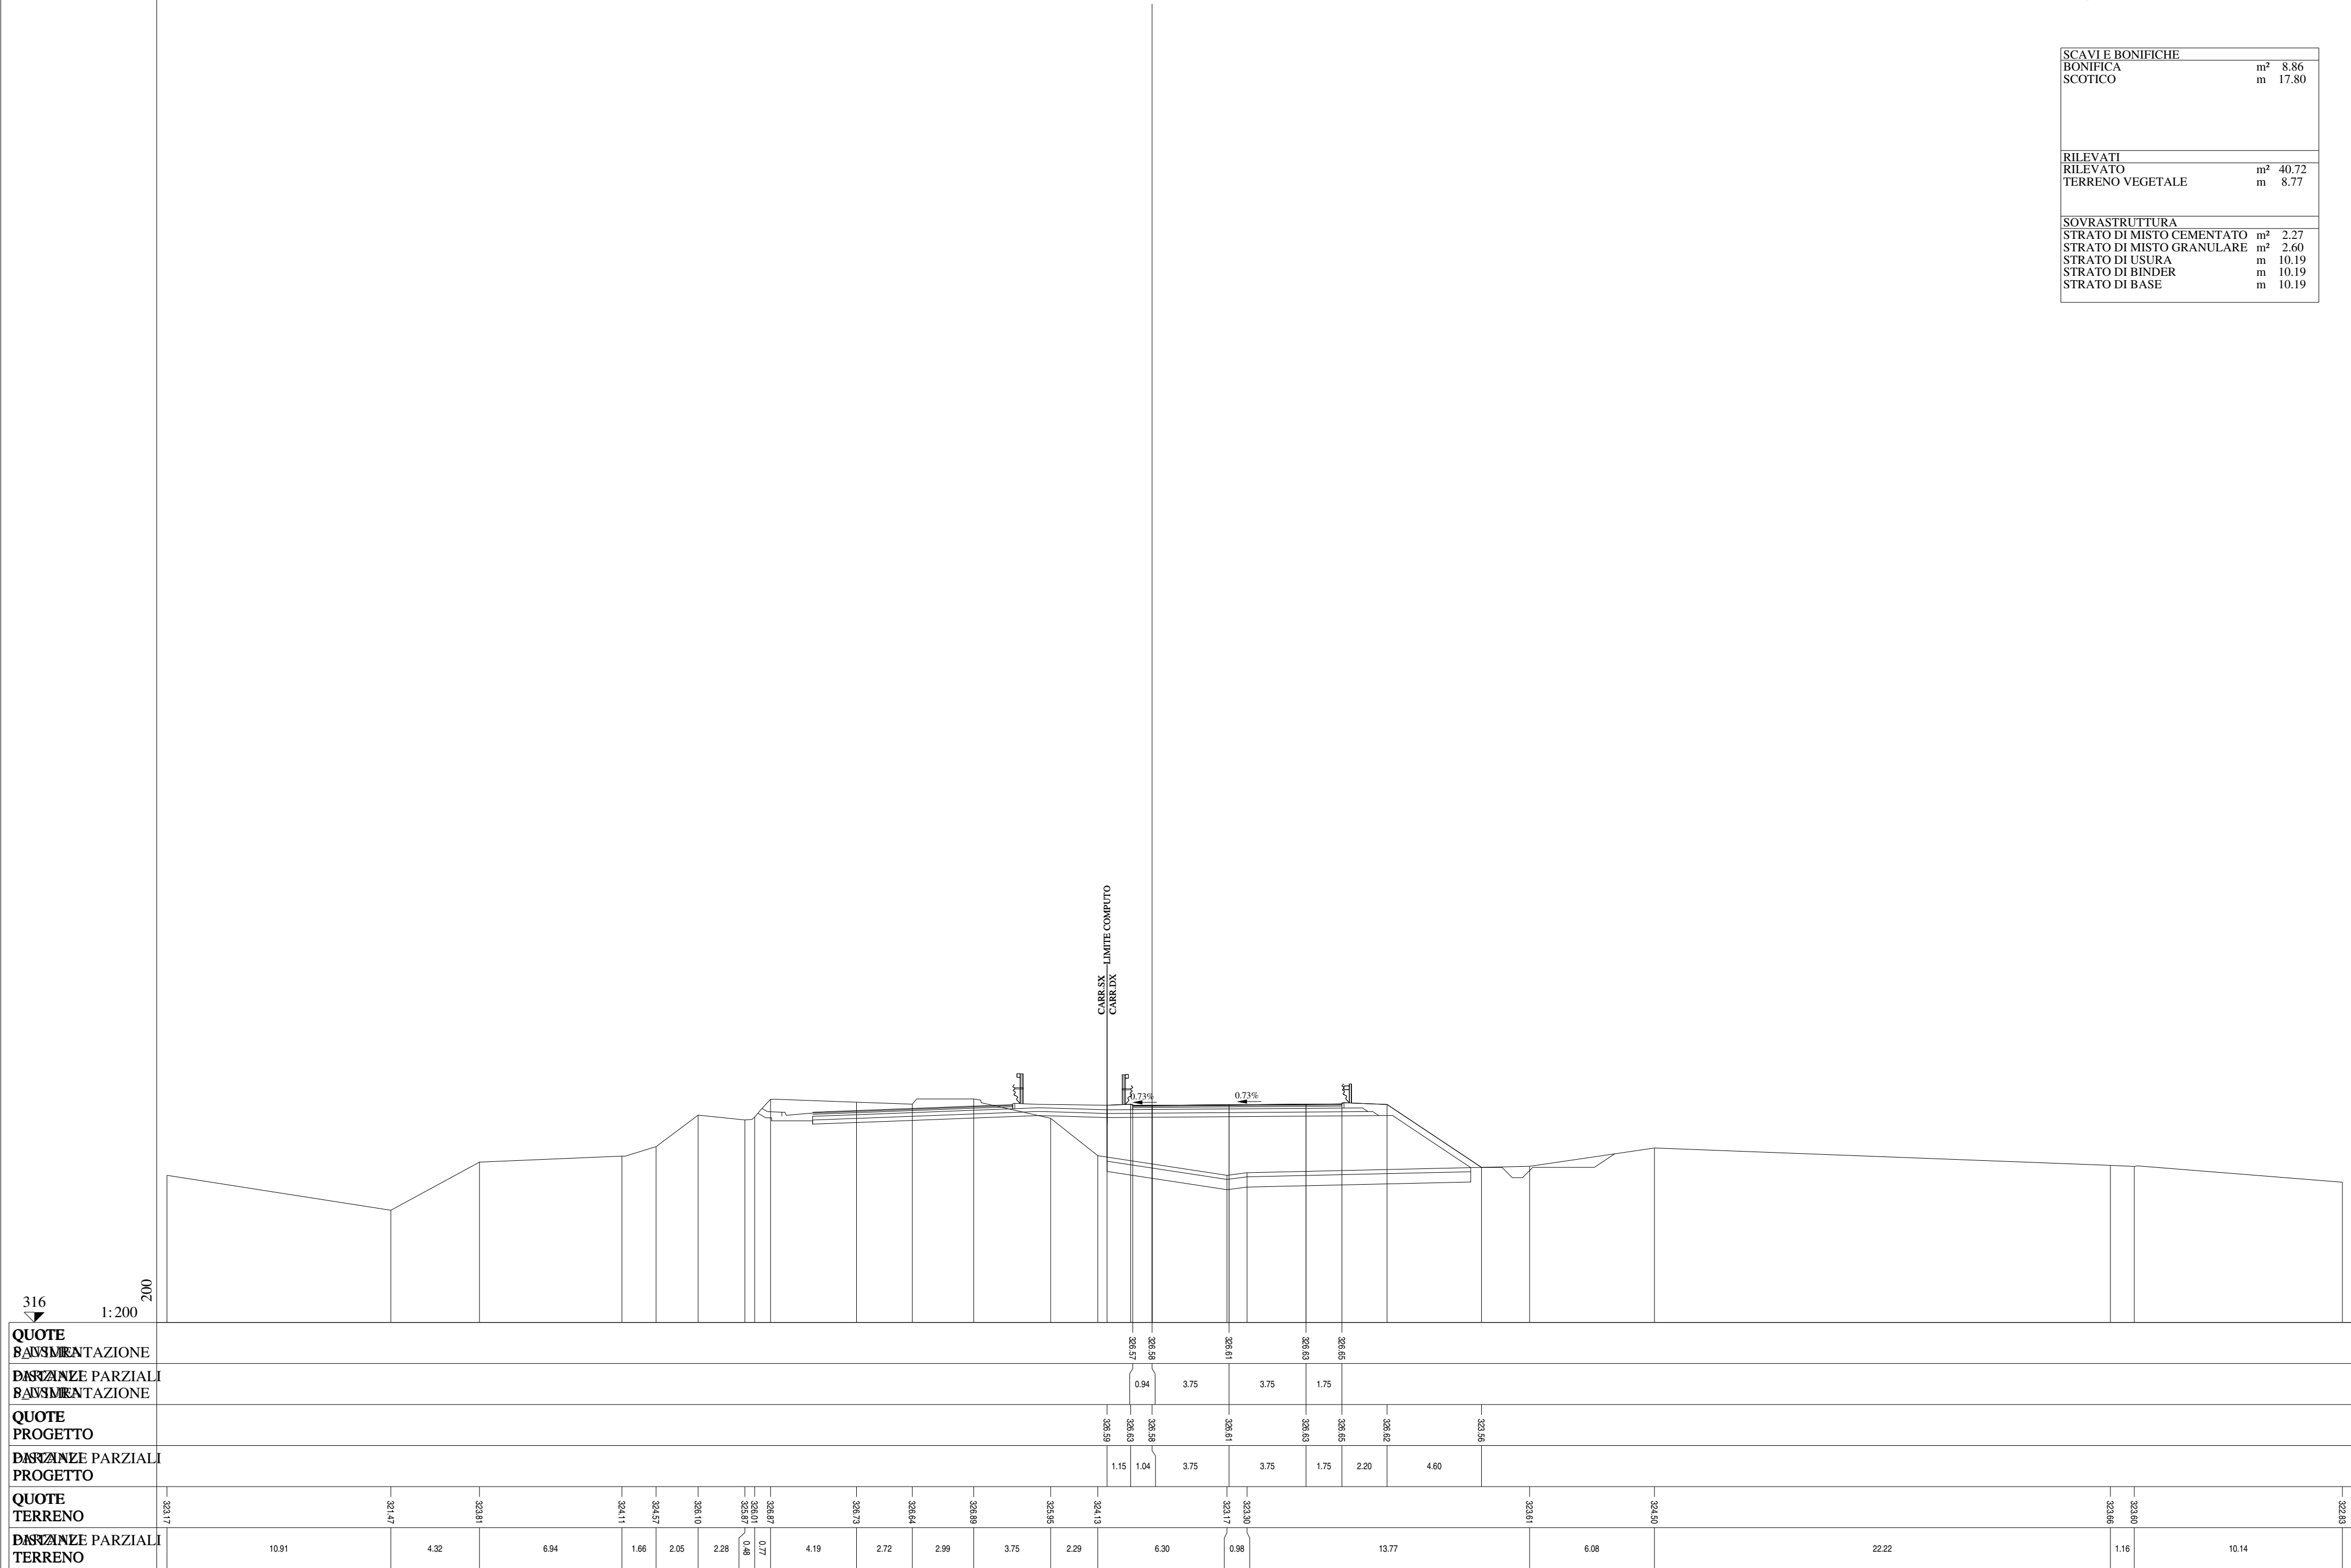 SCAVI E BONIFICHE
BONIFICA m² 8.86
SCOTICO m 17.80
RILEVATI
RILEVATO m² 40.72
TERRENO VEGETALE m 8.77
SOVRASTRUTTURA
STRATO DI MISTO CEMENTATO m² 2.27
STRATO DI MISTO GRANULARE m² 2.60
STRATO DI USURA m 10.19
STRATO DI BINDER m 10.19
STRATO DI BASE m 10.19
LIMITE COMPUTO
CARR.SX
CARR.DX
0.73% 0.73%
200
316
1:200
QUOTE
326.57 326.58 326.61 326.63 326.65
PARZIALI
0.94 3.75 3.75 1.75
QUOTE
PROGETTO
326.59 326.63 326.58 326.61 326.63 326.65 326.62 323.56
PARZIALI
PROGETTO
1.15 1.04 3.75 3.75 1.75 2.20 4.60
QUOTE
TERRENO
323.17 321.47 323.81 324.11 324.57 326.10 325.87 326.01 326.87 326.73 326.64 326.89 325.95 324.13 323.17 323.30 323.61 324.50 323.66 323.60 322.83
PARZIALI
TERRENO
10.91 4.32 6.94 1.66 2.05 2.28 0.48 0.77 4.19 2.72 2.99 3.75 2.29 6.30 0.98 13.77 6.08 22.22 1.16 10.14